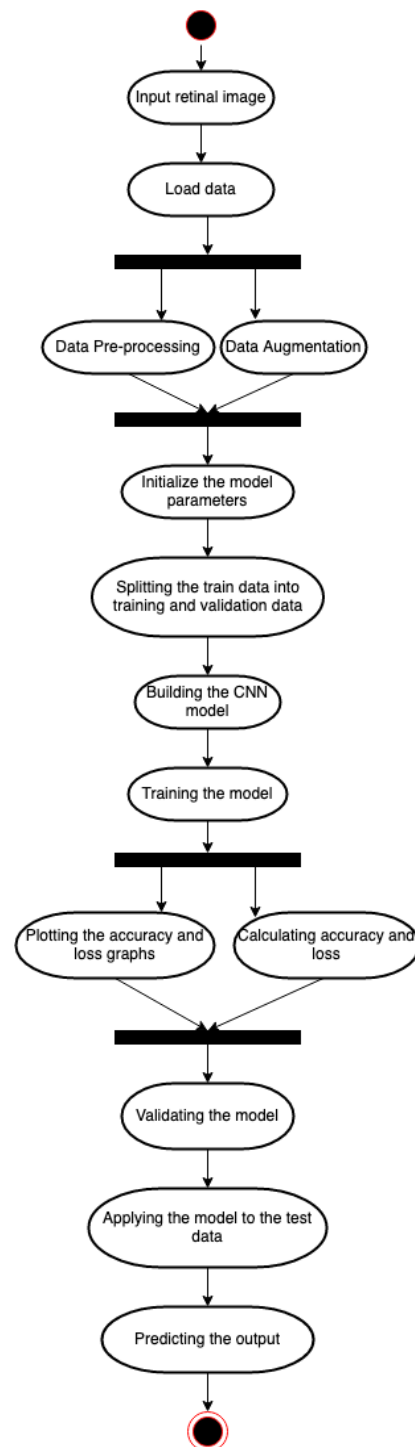 Input retinal image
Load data
Data Pre-processing
Data Augmentation
Initialize the model
parameters
Splitting the train data into
training and validation data
Building the CNN
model
Training the model
Plotting the accuracy and
loss graphs
Calculating accuracy and
loss
Validating the model
Applying the model to the test
data
Predicting the output